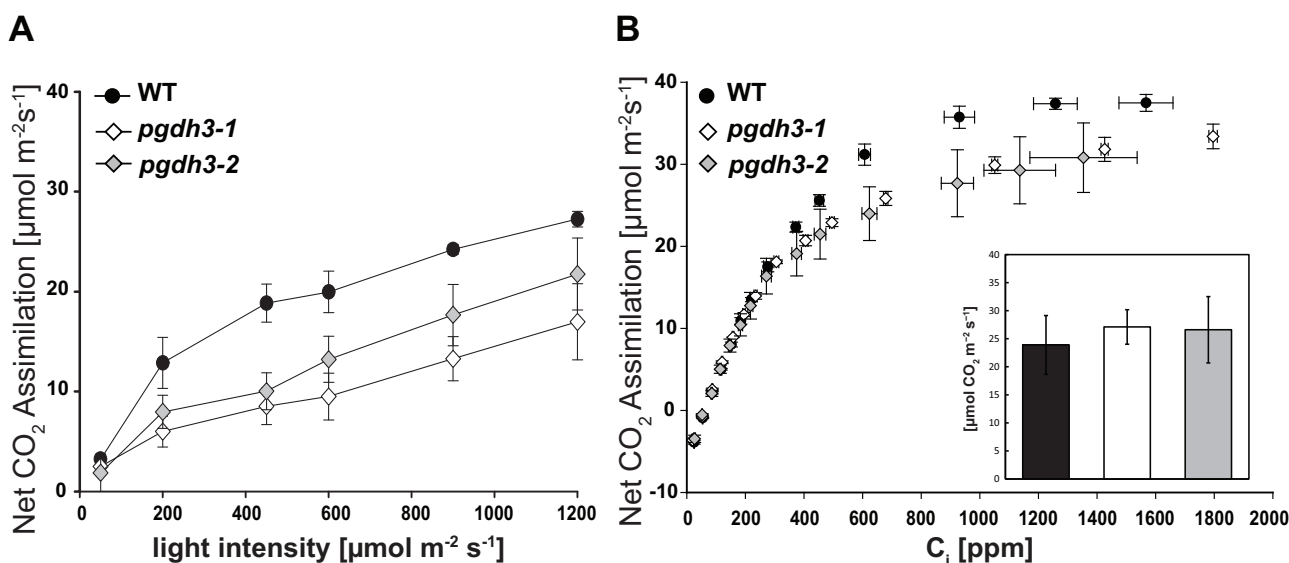 A
Net CO₂ Assimilation [µmol m⁻²s⁻¹]
40
30
20
10
0
WT
pgdh3-1
pgdh3-2
0 200 400 600 800 1000 1200
light intensity [µmol m⁻² s⁻¹]
B
Net CO₂ Assimilation [µmol m⁻²s⁻¹]
40
30
20
10
0
-10
WT
pgdh3-1
pgdh3-2
[µmol CO₂ m⁻² s⁻¹]
40
35
30
25
20
15
10
5
0
0 200 400 600 800 1000 1200 1400 1600 1800 2000
Cᵢ [ppm]